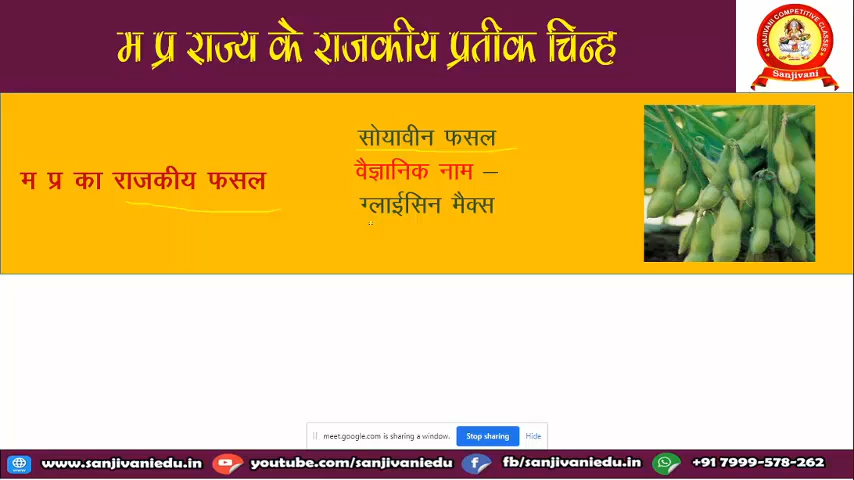 म प्र राज्य के राजकीय प्रतीक चिन्ह
SANJIVANI COMPETITIVE CLASSES
Sanjivani
म प्र का राजकीय फसल
सोयावीन फसल
वैज्ञानिक नाम –
ग्लाईसिन मैक्स
meet.google.com is sharing a window.
Stop sharing
Hide
www.sanjivaniedu.in
youtube.com/sanjivaniedu
fb/sanjivaniedu.in
+91 7999-578-262